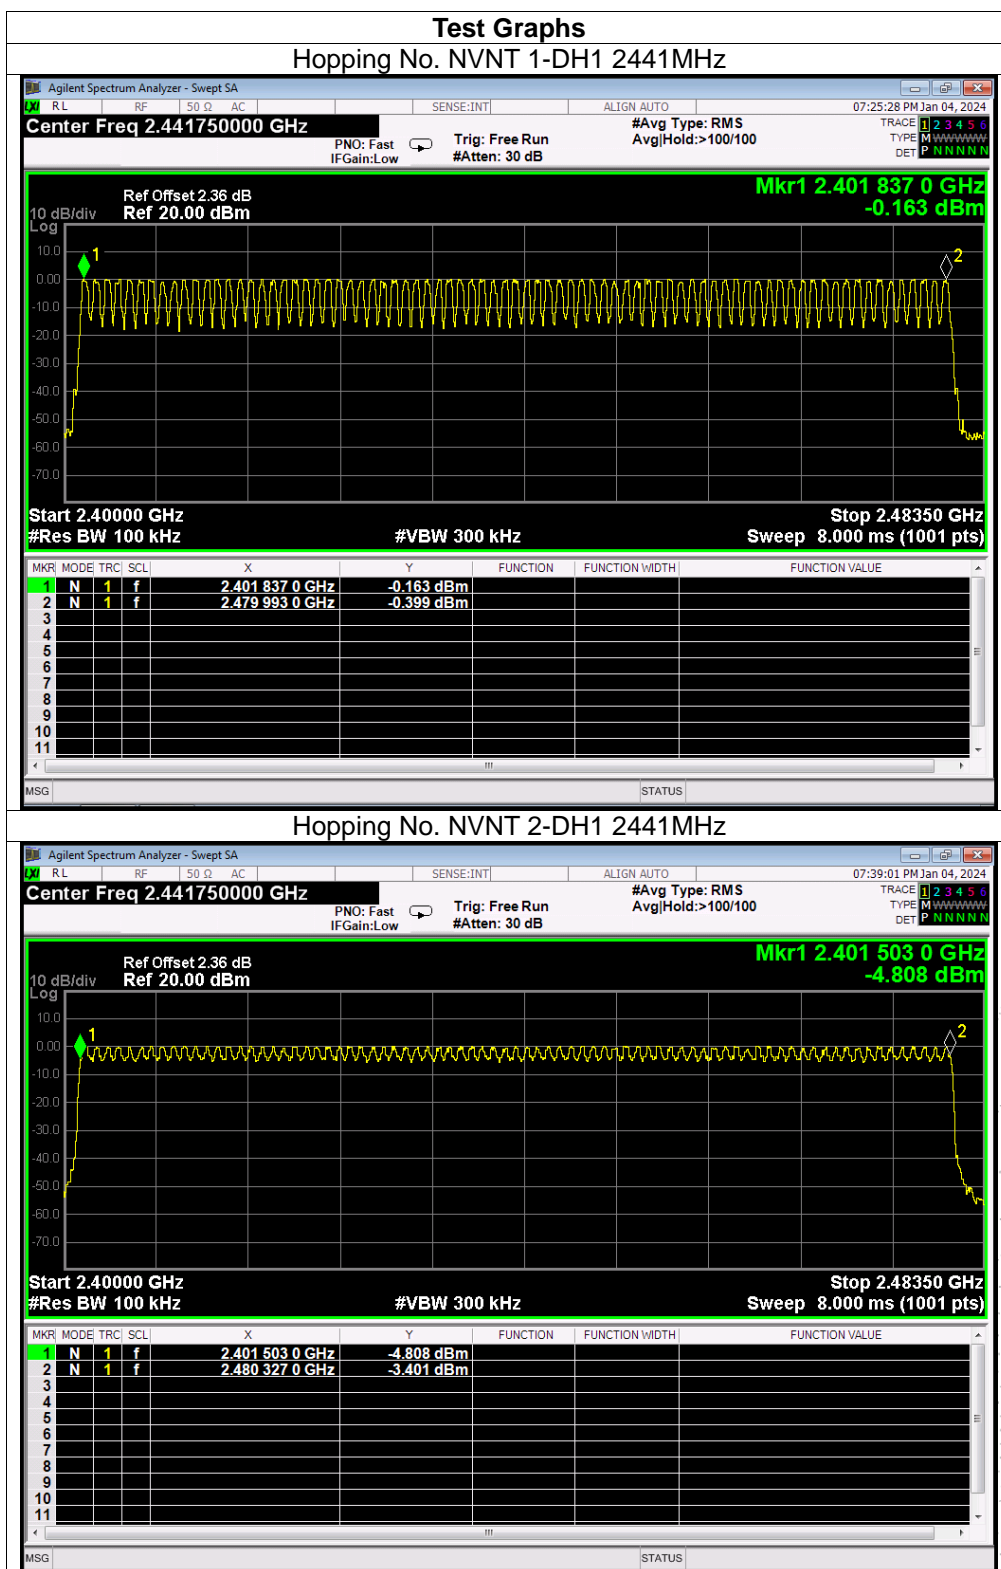 Test Graphs
Hopping No. NVNT 1-DH1 2441MHz
Agilent Spectrum Analyzer - Swept SA
LXI RL RF 50 Ω AC SENSE:INT ALIGN AUTO 07:25:28 PM Jan 04, 2024
Center Freq 2.441750000 GHz #Avg Type: RMS TRACE 1 2 3 4 5 6
PNO: Fast Trig: Free Run Avg|Hold:>100/100 TYPE M WWWWW
IFGain:Low #Atten: 30 dB DET P N N N N N
Mkr1 2.401 837 0 GHz
Ref Offset 2.36 dB
10 dB/div Ref 20.00 dBm -0.163 dBm
Log
10.0
1
2
0.00
-10.0
-20.0
-30.0
-40.0
-50.0
-60.0
-70.0
Start 2.40000 GHz Stop 2.48350 GHz
#Res BW 100 kHz #VBW 300 kHz Sweep 8.000 ms (1001 pts)
MKR MODE TRC SCL X Y FUNCTION FUNCTION WIDTH FUNCTION VALUE
1 N 1 f 2.401 837 0 GHz -0.163 dBm
2 N 1 f 2.479 993 0 GHz -0.399 dBm
3
4
5
6
7
8
9
10
11
MSG STATUS
Hopping No. NVNT 2-DH1 2441MHz
Agilent Spectrum Analyzer - Swept SA
LXI RL RF 50 Ω AC SENSE:INT ALIGN AUTO 07:39:01 PM Jan 04, 2024
Center Freq 2.441750000 GHz #Avg Type: RMS TRACE 1 2 3 4 5 6
PNO: Fast Trig: Free Run Avg|Hold:>100/100 TYPE M WWWWW
IFGain:Low #Atten: 30 dB DET P N N N N N
Mkr1 2.401 503 0 GHz
Ref Offset 2.36 dB
10 dB/div Ref 20.00 dBm -4.808 dBm
Log
10.0
1
2
0.00
-10.0
-20.0
-30.0
-40.0
-50.0
-60.0
-70.0
Start 2.40000 GHz Stop 2.48350 GHz
#Res BW 100 kHz #VBW 300 kHz Sweep 8.000 ms (1001 pts)
MKR MODE TRC SCL X Y FUNCTION FUNCTION WIDTH FUNCTION VALUE
1 N 1 f 2.401 503 0 GHz -4.808 dBm
2 N 1 f 2.480 327 0 GHz -3.401 dBm
3
4
5
6
7
8
9
10
11
MSG STATUS